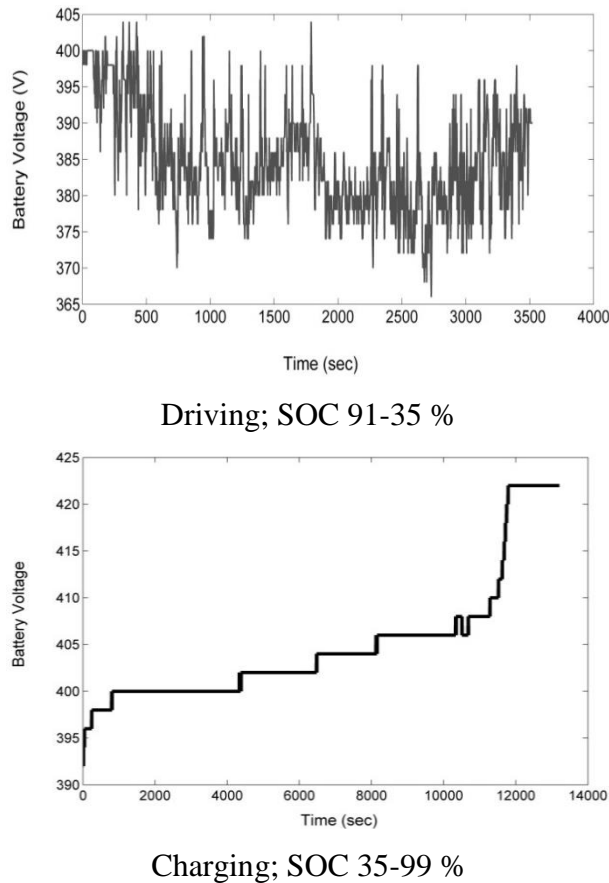 Battery Voltage (V)
405
400
395
390
385
380
375
370
365
0 500 1000 1500 2000 2500 3000 3500 4000
Time (sec)
Driving; SOC 91-35 %
Battery Voltage
425
420
415
410
405
400
395
390
0 2000 4000 6000 8000 10000 12000 14000
Time (sec)
Charging; SOC 35-99 %